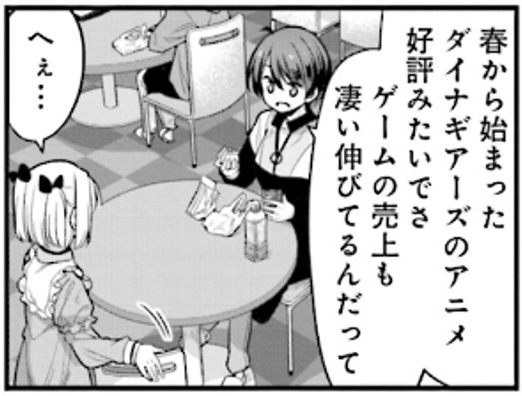 春から始まった
ダイナギアーズのアニメ
好評みたいでさ
ゲームの売上も
凄い伸びてるんだって
へぇ…